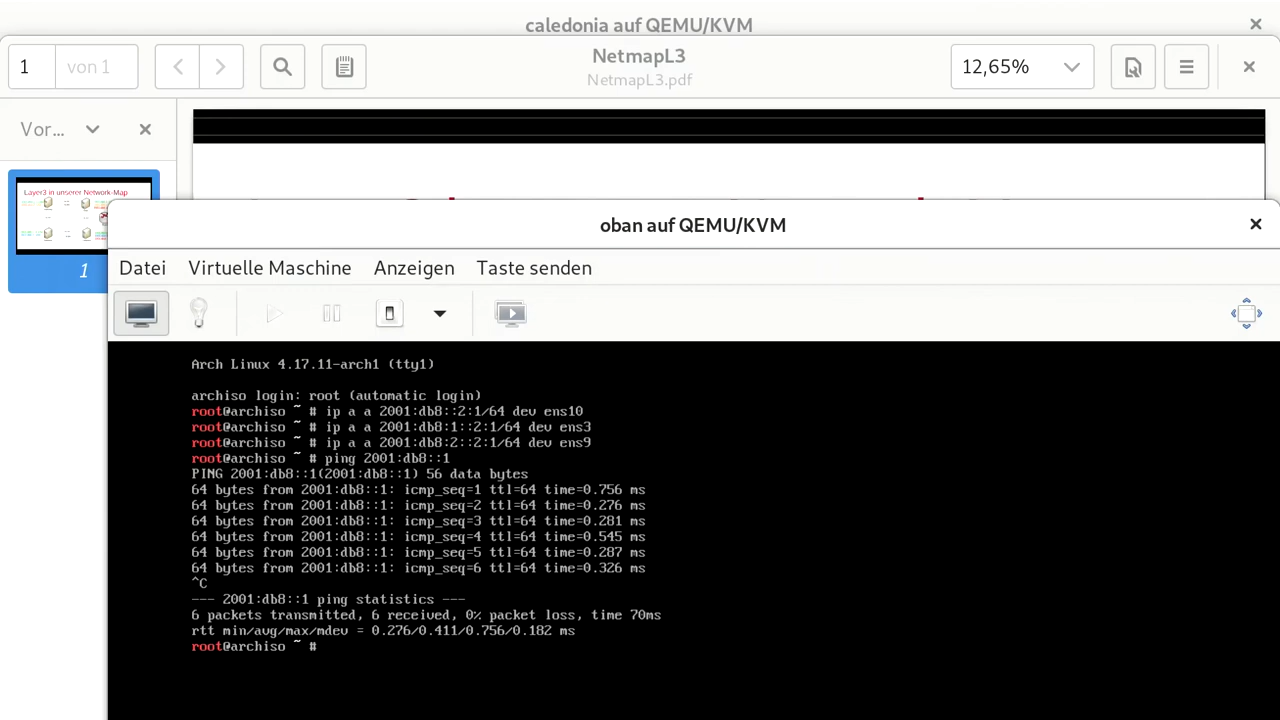 caledonia auf QEMU/KVM
1 von 1
NetmapL3
NetmapL3.pdf
12,65%
Vor...
Layer3 in unserer Network-Map
1
oban auf QEMU/KVM
Datei Virtuelle Maschine Anzeigen Taste senden
Arch Linux 4.17.11-arch1 (tty1)
archiso login: root (automatic login)
root@archiso ~ # ip a a 2001:db8::2:1/64 dev ens10
root@archiso ~ # ip a a 2001:db8:1::2:1/64 dev ens3
root@archiso ~ # ip a a 2001:db8:2::2:1/64 dev ens9
root@archiso ~ # ping 2001:db8::1
PING 2001:db8::1(2001:db8::1) 56 data bytes
64 bytes from 2001:db8::1: icmp_seq=1 ttl=64 time=0.756 ms
64 bytes from 2001:db8::1: icmp_seq=2 ttl=64 time=0.276 ms
64 bytes from 2001:db8::1: icmp_seq=3 ttl=64 time=0.281 ms
64 bytes from 2001:db8::1: icmp_seq=4 ttl=64 time=0.545 ms
64 bytes from 2001:db8::1: icmp_seq=5 ttl=64 time=0.287 ms
64 bytes from 2001:db8::1: icmp_seq=6 ttl=64 time=0.326 ms
^C
--- 2001:db8::1 ping statistics ---
6 packets transmitted, 6 received, 0% packet loss, time 70ms
rtt min/avg/max/mdev = 0.276/0.411/0.756/0.182 ms
root@archiso ~ #